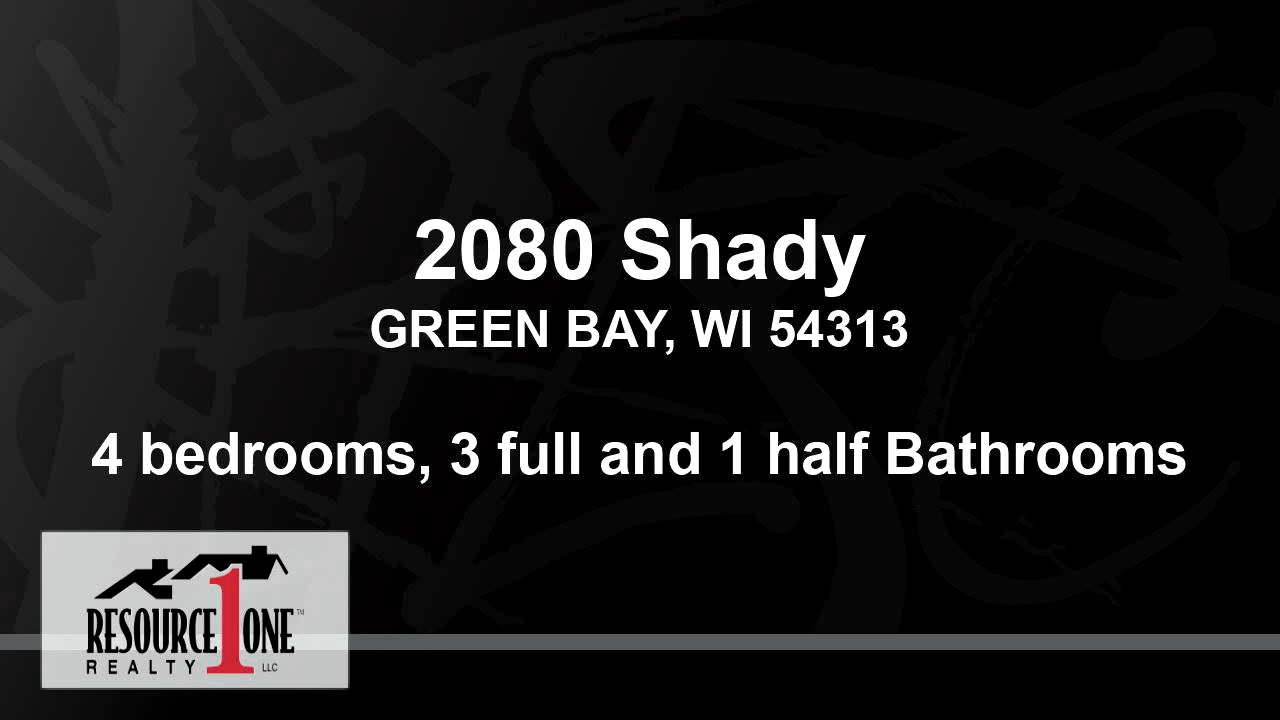 2080 Shady
GREEN BAY, WI 54313
4 bedrooms, 3 full and 1 half Bathrooms
RESOURCE 1 ONE ™
REALTY LLC